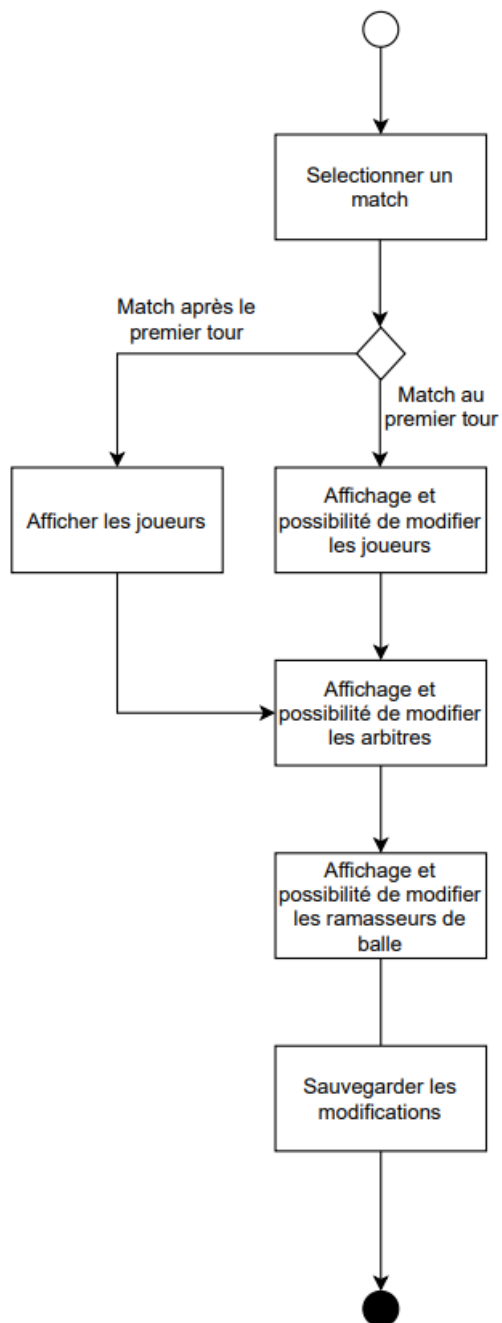 Selectionner un
match
Match après le
premier tour
Match au
premier tour
Afficher les joueurs
Affichage et
possibilité de modifier
les joueurs
Affichage et
possibilité de modifier
les arbitres
Affichage et
possibilité de modifier
les ramasseurs de
balle
Sauvegarder les
modifications